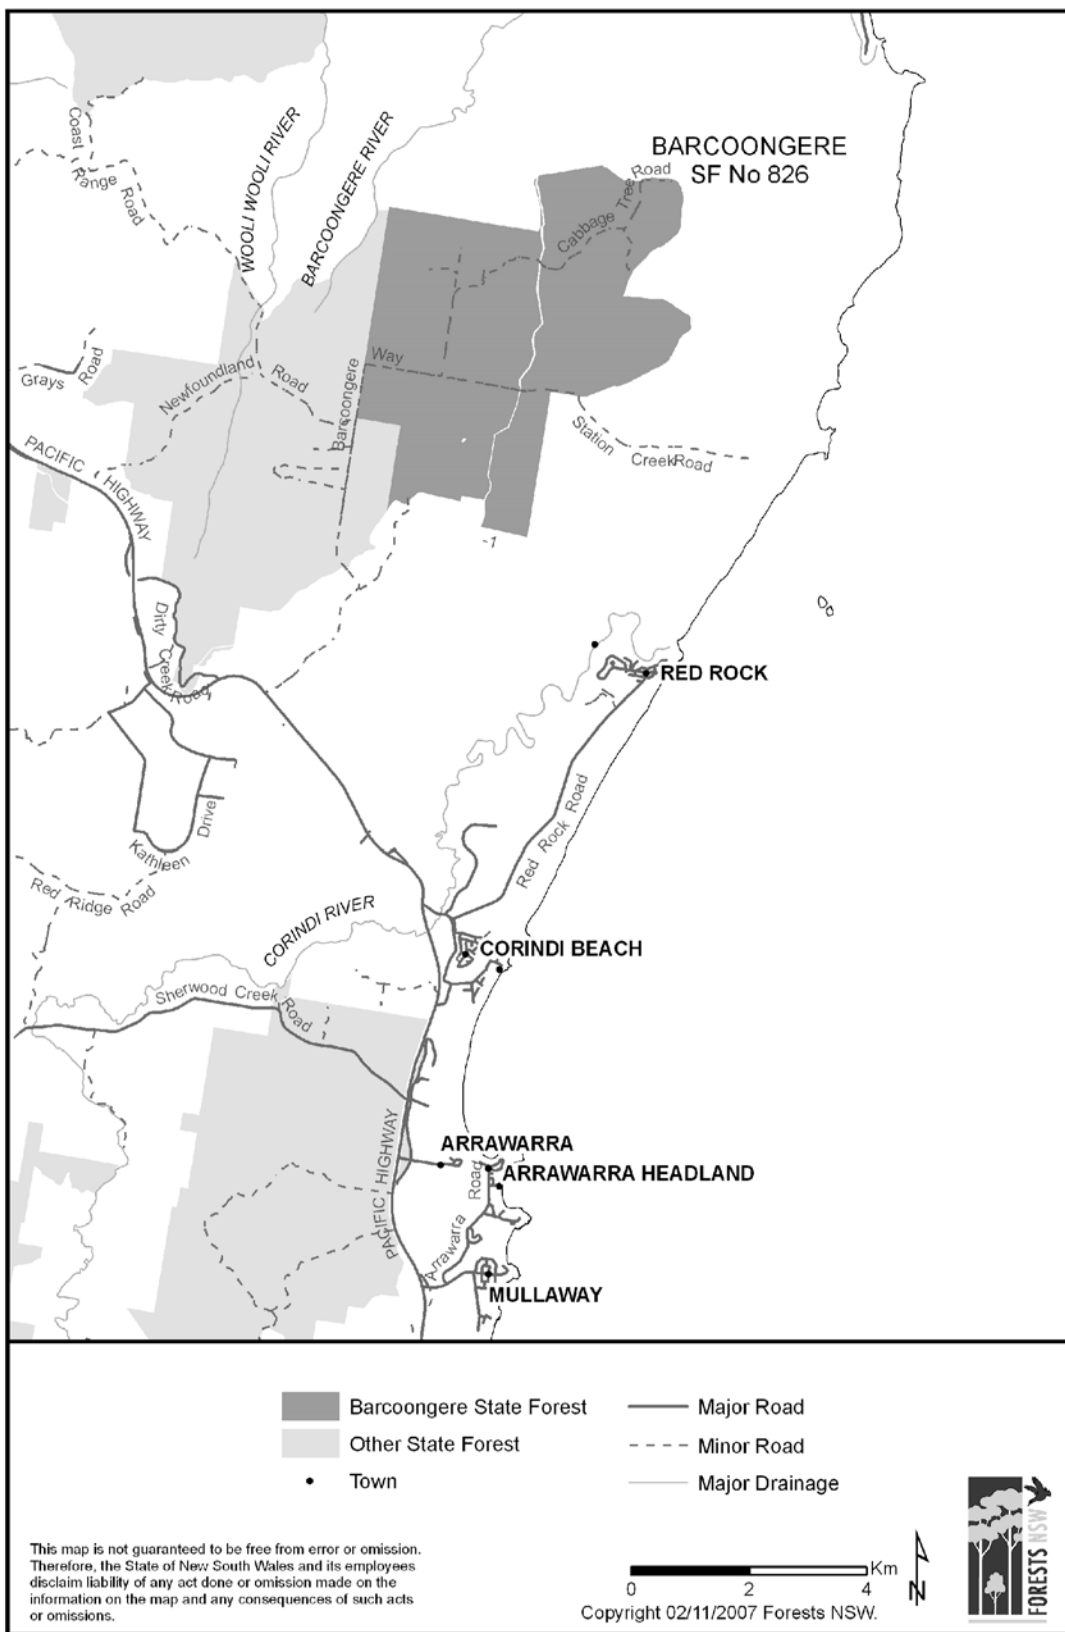 BARCOONGERE
SF No 826
Coast
Range
Road
WOOLI WOOLI RIVER
BARCOONGERE RIVER
Cabbage Tree
Road
Grays
Road
Newfoundland
Road
Barcoongere
Way
Station
CreekRoad
PACIFIC
HIGHWAY
-1
Dirty
Creek
Road
RED ROCK
Red Rock Road
Kathleen
Drive
Red Ridge
Road
CORINDI RIVER
CORINDI BEACH
Sherwood Creek
Road
PACIFIC HIGHWAY
ARRAWARRA
ARRAWARRA HEADLAND
Arrawarra
Road
MULLAWAY
Barcoongere State Forest
Major Road
Other State Forest
Minor Road
Town
Major Drainage
This map is not guaranteed to be free from error or omission.
Therefore, the State of New South Wales and its employees
disclaim liability of any act done or omission made on the
information on the map and any consequences of such acts
or omissions.
Km
0 2 4
Copyright 02/11/2007 Forests NSW.
N
FORESTS NSW